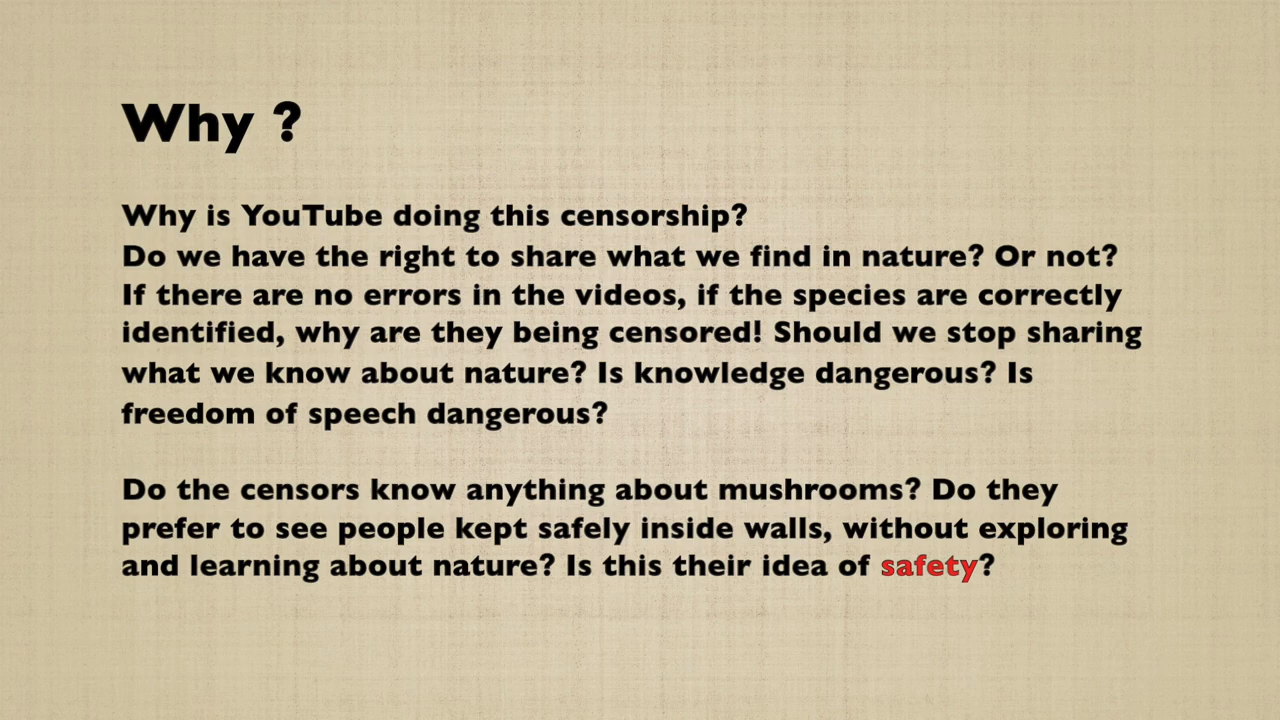 Why ?
Why is YouTube doing this censorship?
Do we have the right to share what we find in nature? Or not?
If there are no errors in the videos, if the species are correctly
identified, why are they being censored! Should we stop sharing
what we know about nature? Is knowledge dangerous? Is
freedom of speech dangerous?
Do the censors know anything about mushrooms? Do they
prefer to see people kept safely inside walls, without exploring
and learning about nature? Is this their idea of safety?